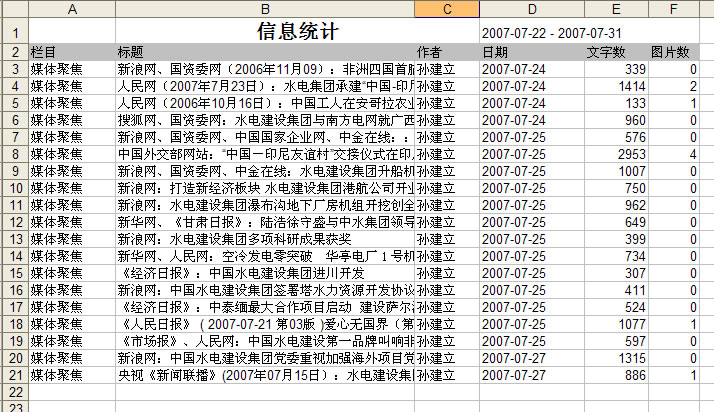 A B C D E F
1 信息统计 2007-07-22 - 2007-07-31
2 栏目 标题 作者 日期 文字数 图片数
3 媒体聚焦 新浪网、国资委网（2006年11月09）：非洲四国首脑 孙建立 2007-07-24 339 0
4 媒体聚焦 人民网（2007年7月23日）：水电集团承建“中国-印尼 孙建立 2007-07-24 1414 2
5 媒体聚焦 （2006年10月16日）：中国工人在安哥拉农业 孙建立 2007-07-24 133 1
6 媒体聚焦 搜狐网、国资委网：水电建设集团与南方电网就广西 孙建立 2007-07-24 960 0
7 媒体聚焦 新浪网、国资委网、中国国家企业网、中金在线：： 孙建立 2007-07-25 576 0
8 媒体聚焦 中国外交部网站：“中国－印尼友谊村”交接仪式在印 孙建立 2007-07-25 2953 4
9 媒体聚焦 新浪网、国资委网、中金在线：水电建设集团升船机 孙建立 2007-07-25 1007 0
10 媒体聚焦 新浪网：打造新经济板块 水电建设集团港航公司开业 孙建立 2007-07-25 750 0
11 媒体聚焦 新浪网：水电建设集团瀑布沟地下厂房机组开挖创全 孙建立 2007-07-25 962 0
12 媒体聚焦 新华网、《甘肃日报》：陆浩徐守盛与中水集团领导 孙建立 2007-07-25 649 0
13 媒体聚焦 新浪网：水电建设集团多项科研成果获奖 孙建立 2007-07-25 399 0
14 媒体聚焦 新华网、人民网：空冷发电零突破 华亭电厂１号机 孙建立 2007-07-25 734 0
15 媒体聚焦 《经济日报》：中国水电建设集团进川开发 孙建立 2007-07-25 307 0
16 媒体聚焦 新浪网：中国水电建设集团签署塔水力资源开发协议 孙建立 2007-07-25 411 0
17 媒体聚焦 《经济日报》：中泰缅最大合作项目启动 建设萨尔 孙建立 2007-07-25 524 0
18 媒体聚焦 《人民日报》（2007-07-21 第03版）爱心无国界（第 孙建立 2007-07-25 1077 1
19 媒体聚焦 《市场报》、人民网：中国水电建设第一品牌叫响非 孙建立 2007-07-25 597 0
20 媒体聚焦 新浪网：中国水电建设集团党委重视加强海外项目党 孙建立 2007-07-27 1315 0
21 媒体聚焦 央视《新闻联播》(2007年07月15日）：水电建设集 孙建立 2007-07-27 886 1
22
23